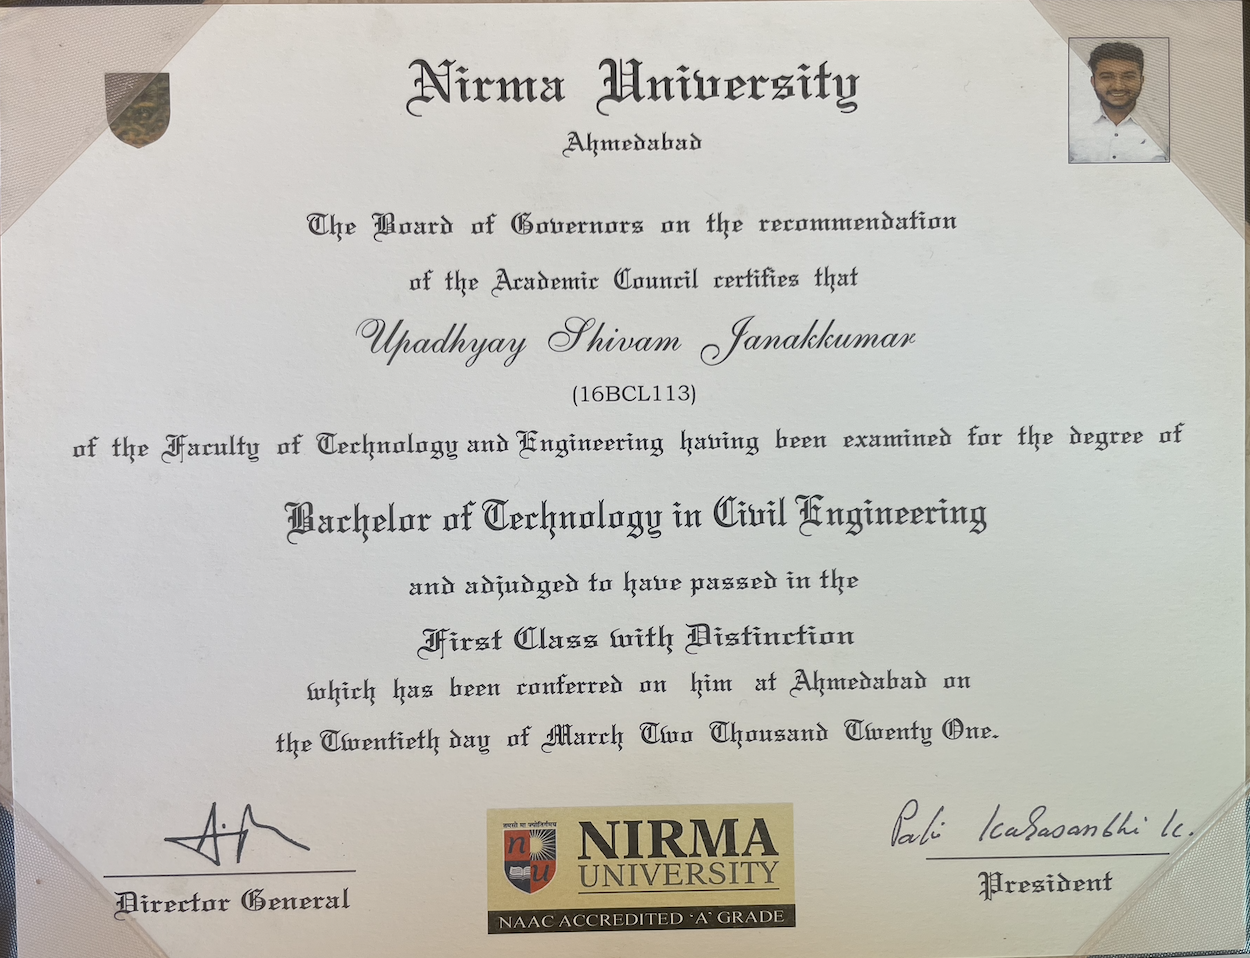 Nirma University
Ahmedabad
The Board of Governors on the recommendation
of the Academic Council certifies that
Upadhyay Shivam Janakkumar
(16BCL113)
of the Faculty of Technology and Engineering having been examined for the degree of
Bachelor of Technology in Civil Engineering
and adjudged to have passed in the
First Class with Distinction
which has been conferred on him at Ahmedabad on
the Twentieth day of March Two Thousand Twenty One.
Director General
तमसो मा ज्योतिर्गमय
nu
NIRMA
UNIVERSITY
NAAC ACCREDITED 'A' GRADE
President